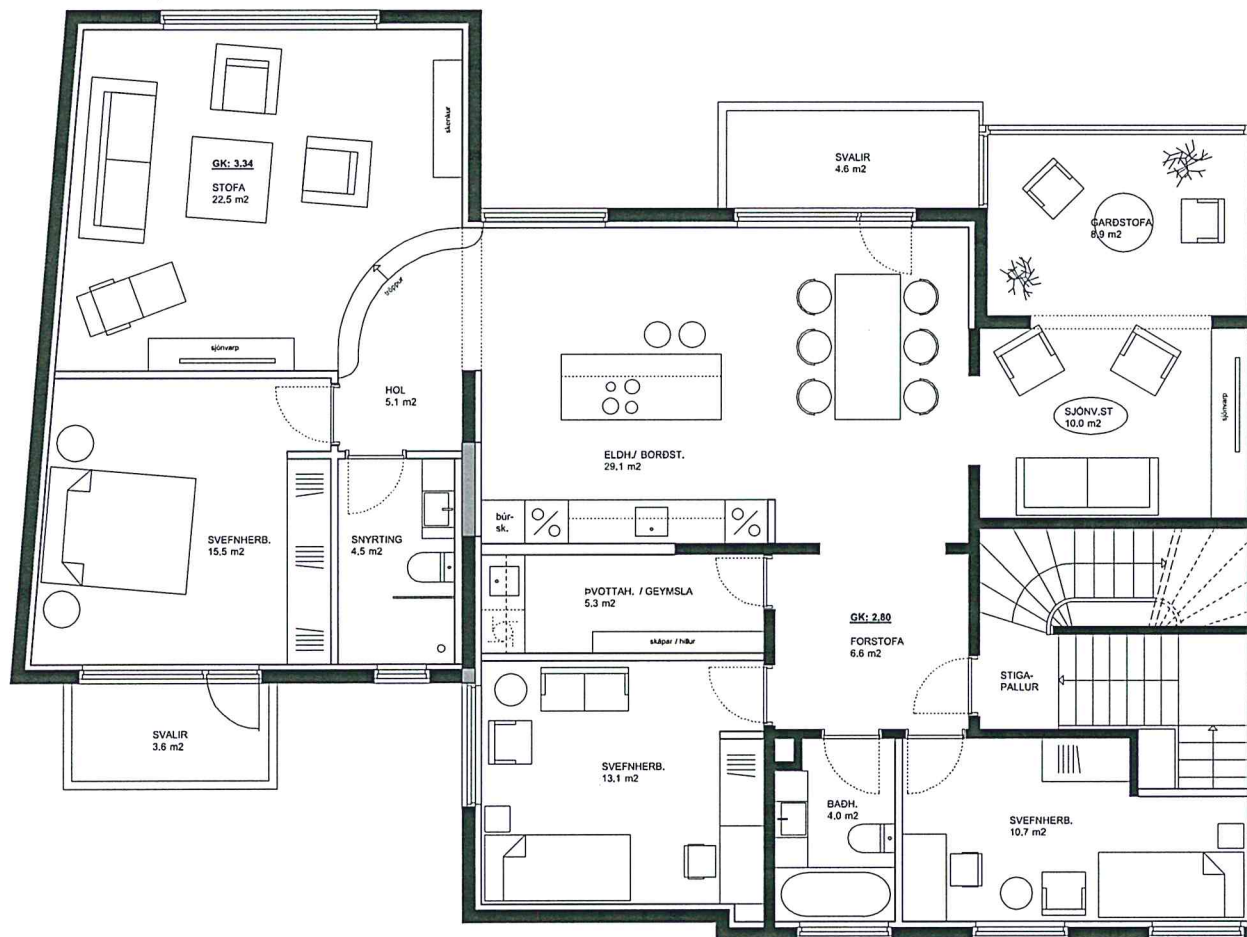 skenkur
GK: 3.34
STOFA
22,5 m2
SVALIR
4.6 m2
GARÐSTOFA
8,9 m2
tröppur
sjónvarp
HOL
5,1 m2
SJÓNV.ST
10.0 m2
sjónvarp
ELDH./ BORÐST.
29,1 m2
búr-
sk.
SVEFNHERB.
15,5 m2
SNYRTING
4,5 m2
ÞVOTTAH. / GEYMSLA
5.3 m2
skápar / hillur
GK: 2,80
FORSTOFA
6.6 m2
STIGA-
PALLUR
SVALIR
3.6 m2
SVEFNHERB.
13,1 m2
BAÐH.
4.0 m2
SVEFNHERB.
10,7 m2